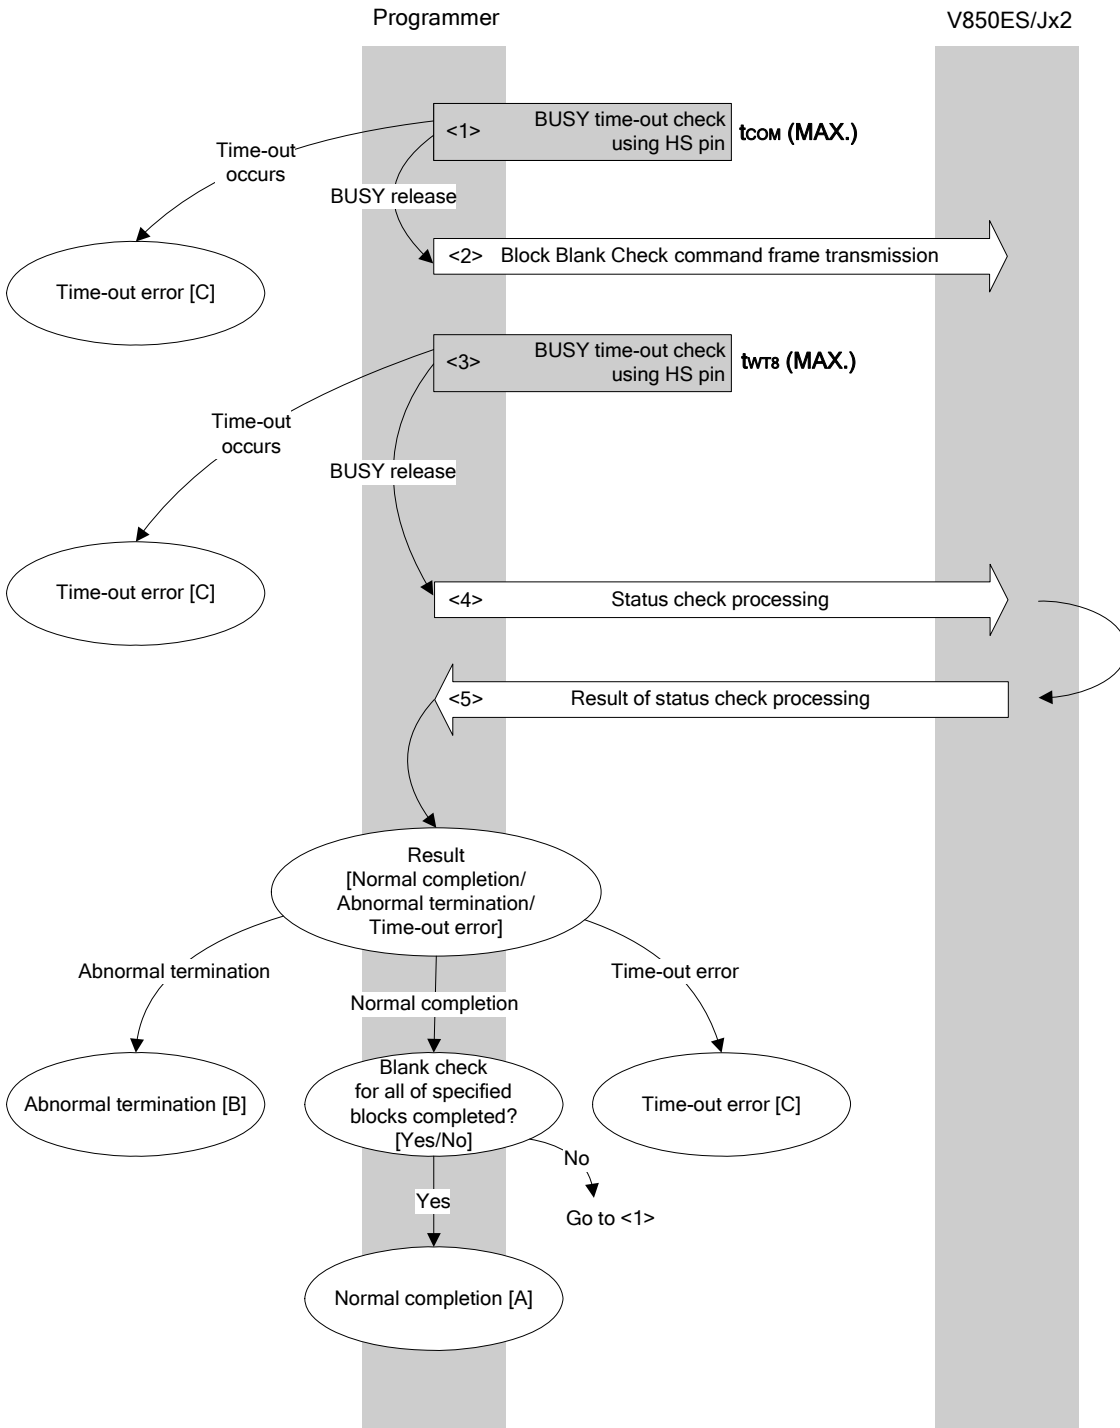 Programmer
V850ES/Jx2
<1>
BUSY time-out check
using HS pin
tCOM (MAX.)
Time-out
occurs
BUSY release
<2> Block Blank Check command frame transmission
Time-out error [C]
<3>
BUSY time-out check
using HS pin
tWT8 (MAX.)
Time-out
occurs
BUSY release
Time-out error [C]
<4> Status check processing
<5> Result of status check processing
Result
[Normal completion/
Abnormal termination/
Time-out error]
Abnormal termination
Time-out error
Normal completion
Abnormal termination [B]
Blank check
for all of specified
blocks completed?
[Yes/No]
Time-out error [C]
No
Yes
Go to <1>
Normal completion [A]